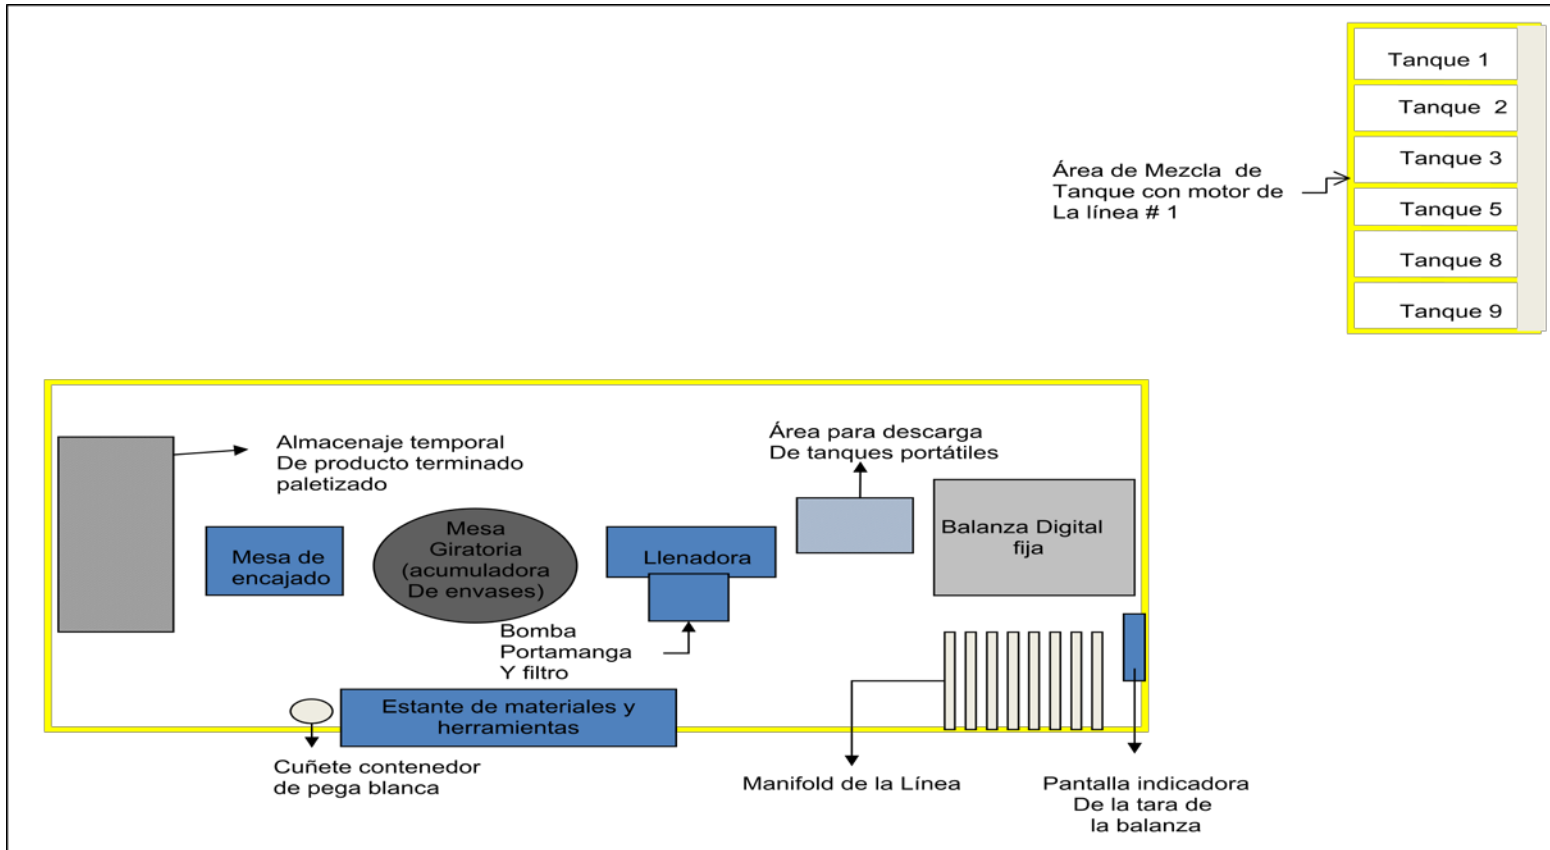 Tanque 1
Tanque 2
Tanque 3
Tanque 5
Tanque 8
Tanque 9
Área de Mezcla de
Tanque con motor de
La línea # 1
Almacenaje temporal
De producto terminado
paletizado
Área para descarga
De tanques portátiles
Mesa de
encajado
Mesa
Giratoria
(acumuladora
De envases)
Llenadora
Balanza Digital
fija
Bomba
Portamanga
Y filtro
Estante de materiales y
herramientas
Cuñete contenedor
de pega blanca
Manifold de la Línea
Pantalla indicadora
De la tara de
la balanza